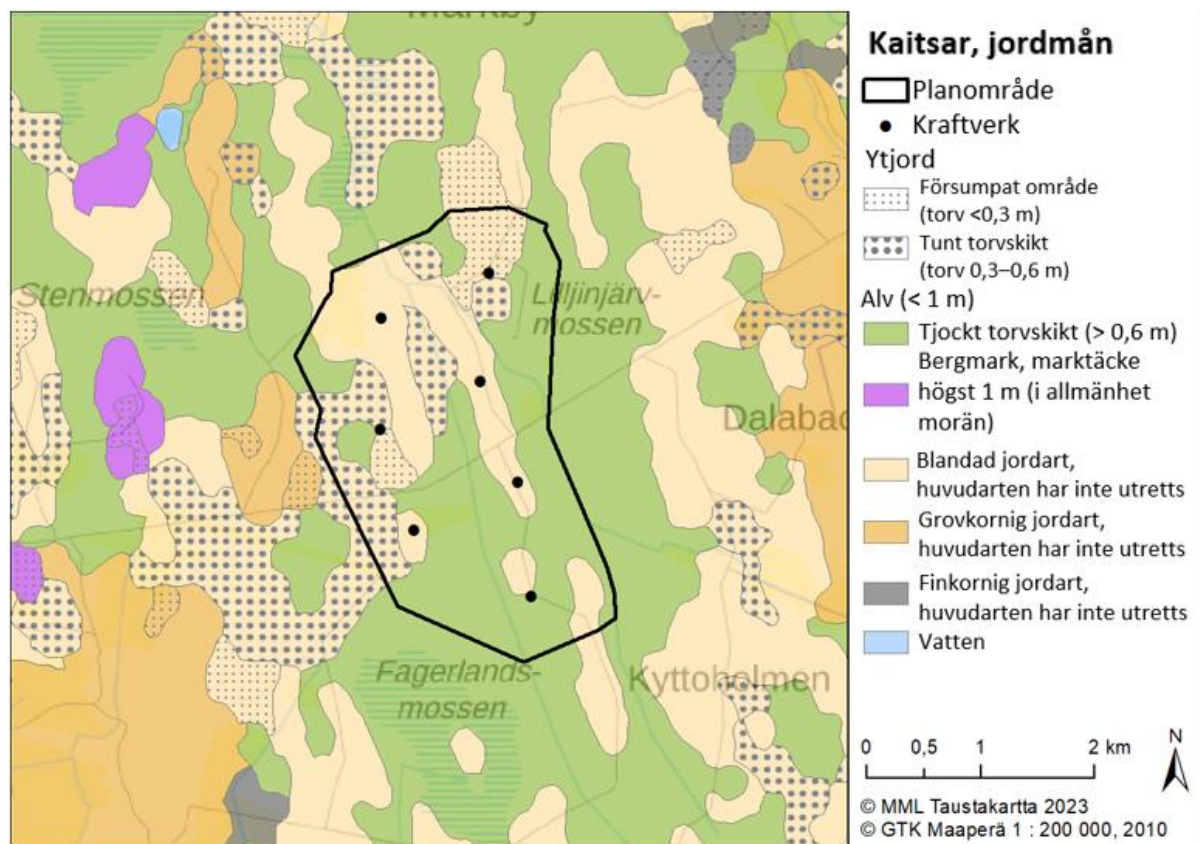 Markby
Stenmossen
Liljinjärv-
mossen
Fagerlands-
mossen
Kyttoholmen
Kaitsar, jordmån
Planområde
Kraftverk
Ytjord
Försumpat område
(torv <0,3 m)
Tunt torvskikt
(torv 0,3–0,6 m)
Alv (< 1 m)
Tjockt torvskikt (> 0,6 m)
Bergmark, marktäcke
högst 1 m (i allmänhet
morän)
Blandad jordart,
huvudarten har inte utretts
Grovkornig jordart,
huvudarten har inte utretts
Finkornig jordart,
huvudarten har inte utretts
Vatten
0 0,5 1 2 km
N
© MML Taustakartta 2023
© GTK Maaperä 1 : 200 000, 2010